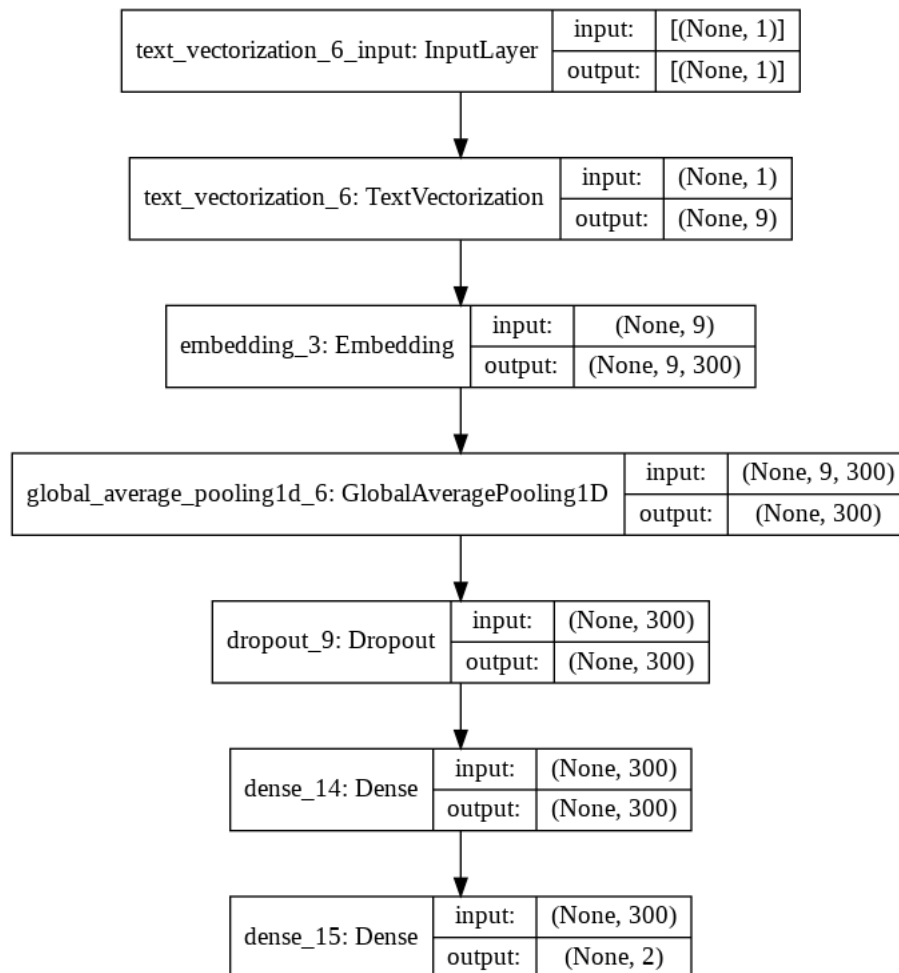 text_vectorization_6_input: InputLayer
input: [(None, 1)]
output: [(None, 1)]
text_vectorization_6: TextVectorization
input: (None, 1)
output: (None, 9)
embedding_3: Embedding
input: (None, 9)
output: (None, 9, 300)
global_average_pooling1d_6: GlobalAveragePooling1D
input: (None, 9, 300)
output: (None, 300)
dropout_9: Dropout
input: (None, 300)
output: (None, 300)
dense_14: Dense
input: (None, 300)
output: (None, 300)
dense_15: Dense
input: (None, 300)
output: (None, 2)